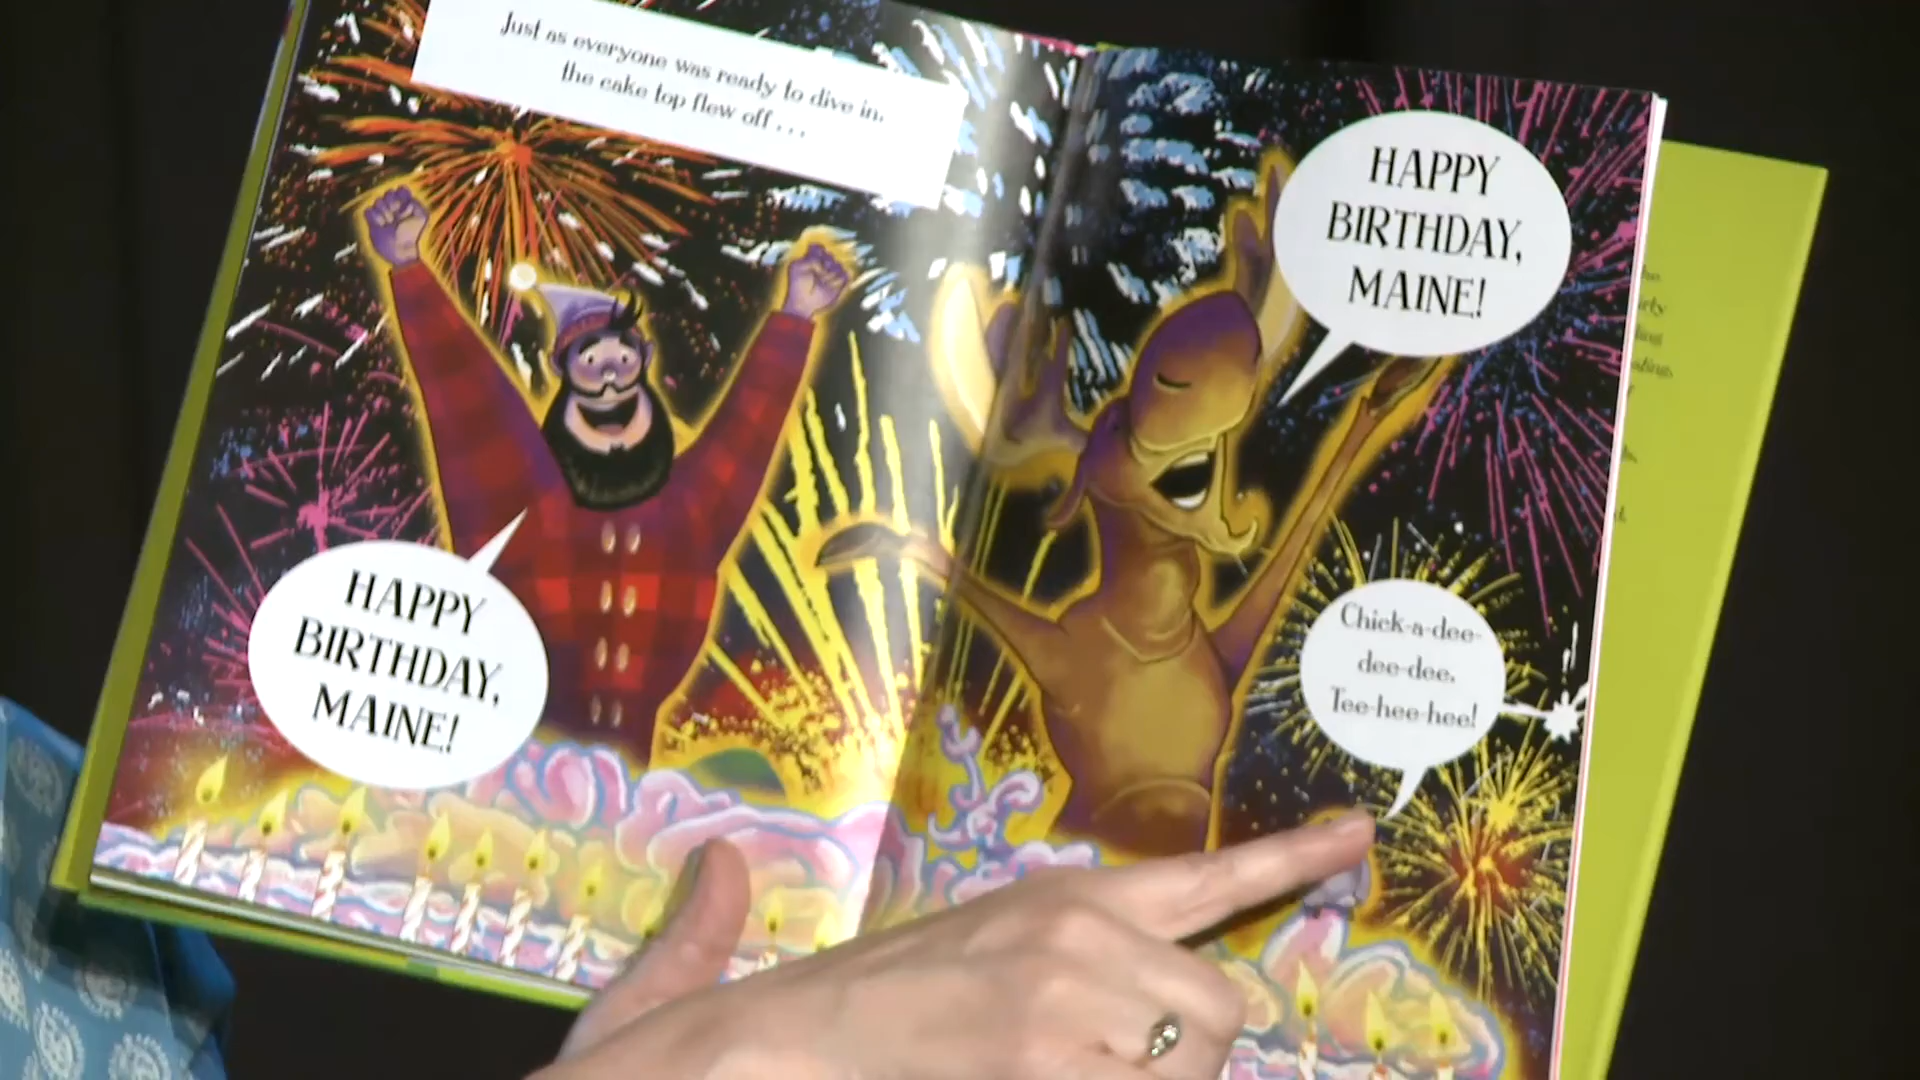 Just as everyone was ready to dive in,
the cake top flew off . . .
HAPPY
BIRTHDAY,
MAINE!
HAPPY
BIRTHDAY,
MAINE!
Chick-a-dee-
dee-dee.
Tee-hee-hee!